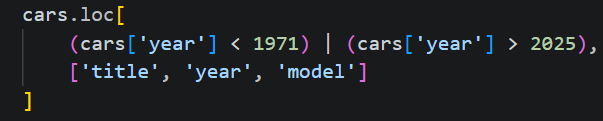 cars.loc[
    (cars['year'] < 1971) | (cars['year'] > 2025),
    ['title', 'year', 'model']
]